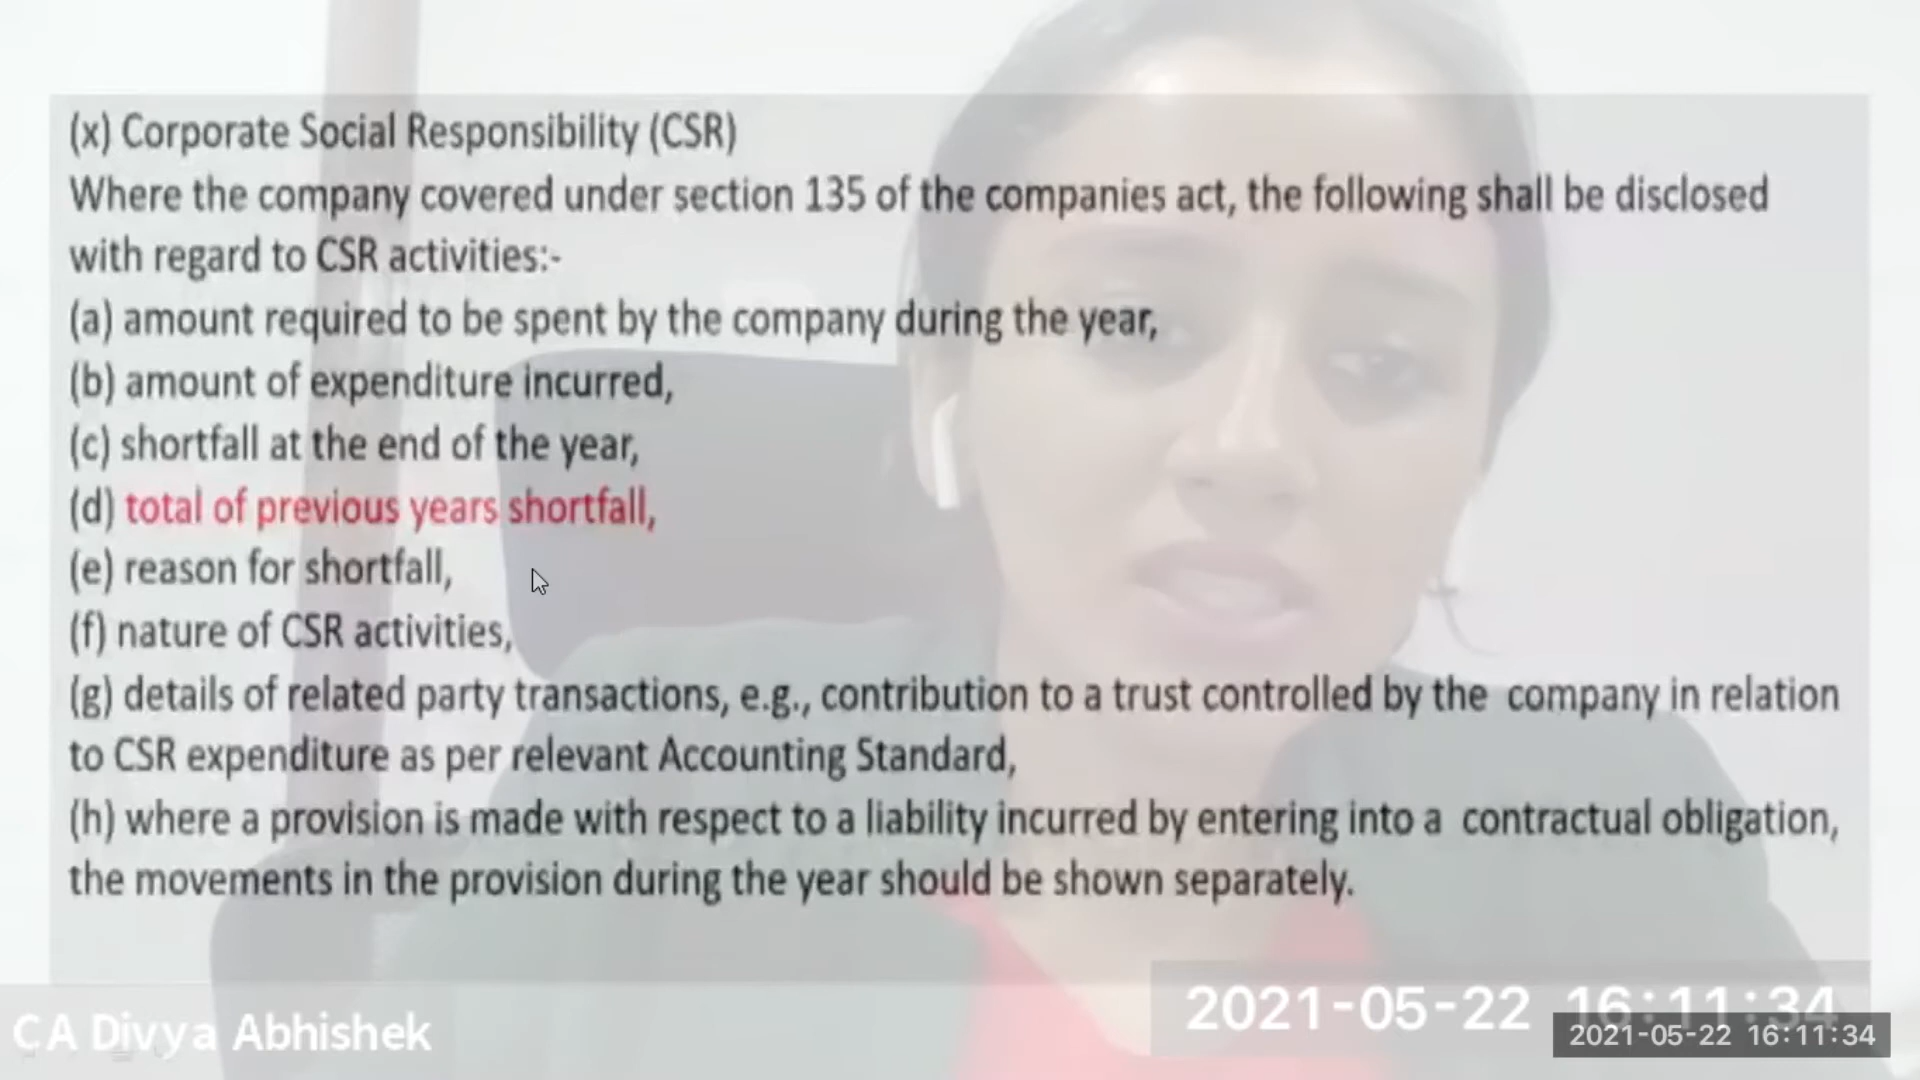 (x) Corporate Social Responsibility (CSR)
Where the company covered under section 135 of the companies act, the following shall be disclosed
with regard to CSR activities:-
(a) amount required to be spent by the company during the year,
(b) amount of expenditure incurred,
(c) shortfall at the end of the year,
(d) total of previous years shortfall,
(e) reason for shortfall,
(f) nature of CSR activities,
(g) details of related party transactions, e.g., contribution to a trust controlled by the company in relation
to CSR expenditure as per relevant Accounting Standard,
(h) where a provision is made with respect to a liability incurred by entering into a contractual obligation,
the movements in the provision during the year should be shown separately.
CA Divya Abhishek
2021-05-22 16:11:34
2021-05-22 16:11:34